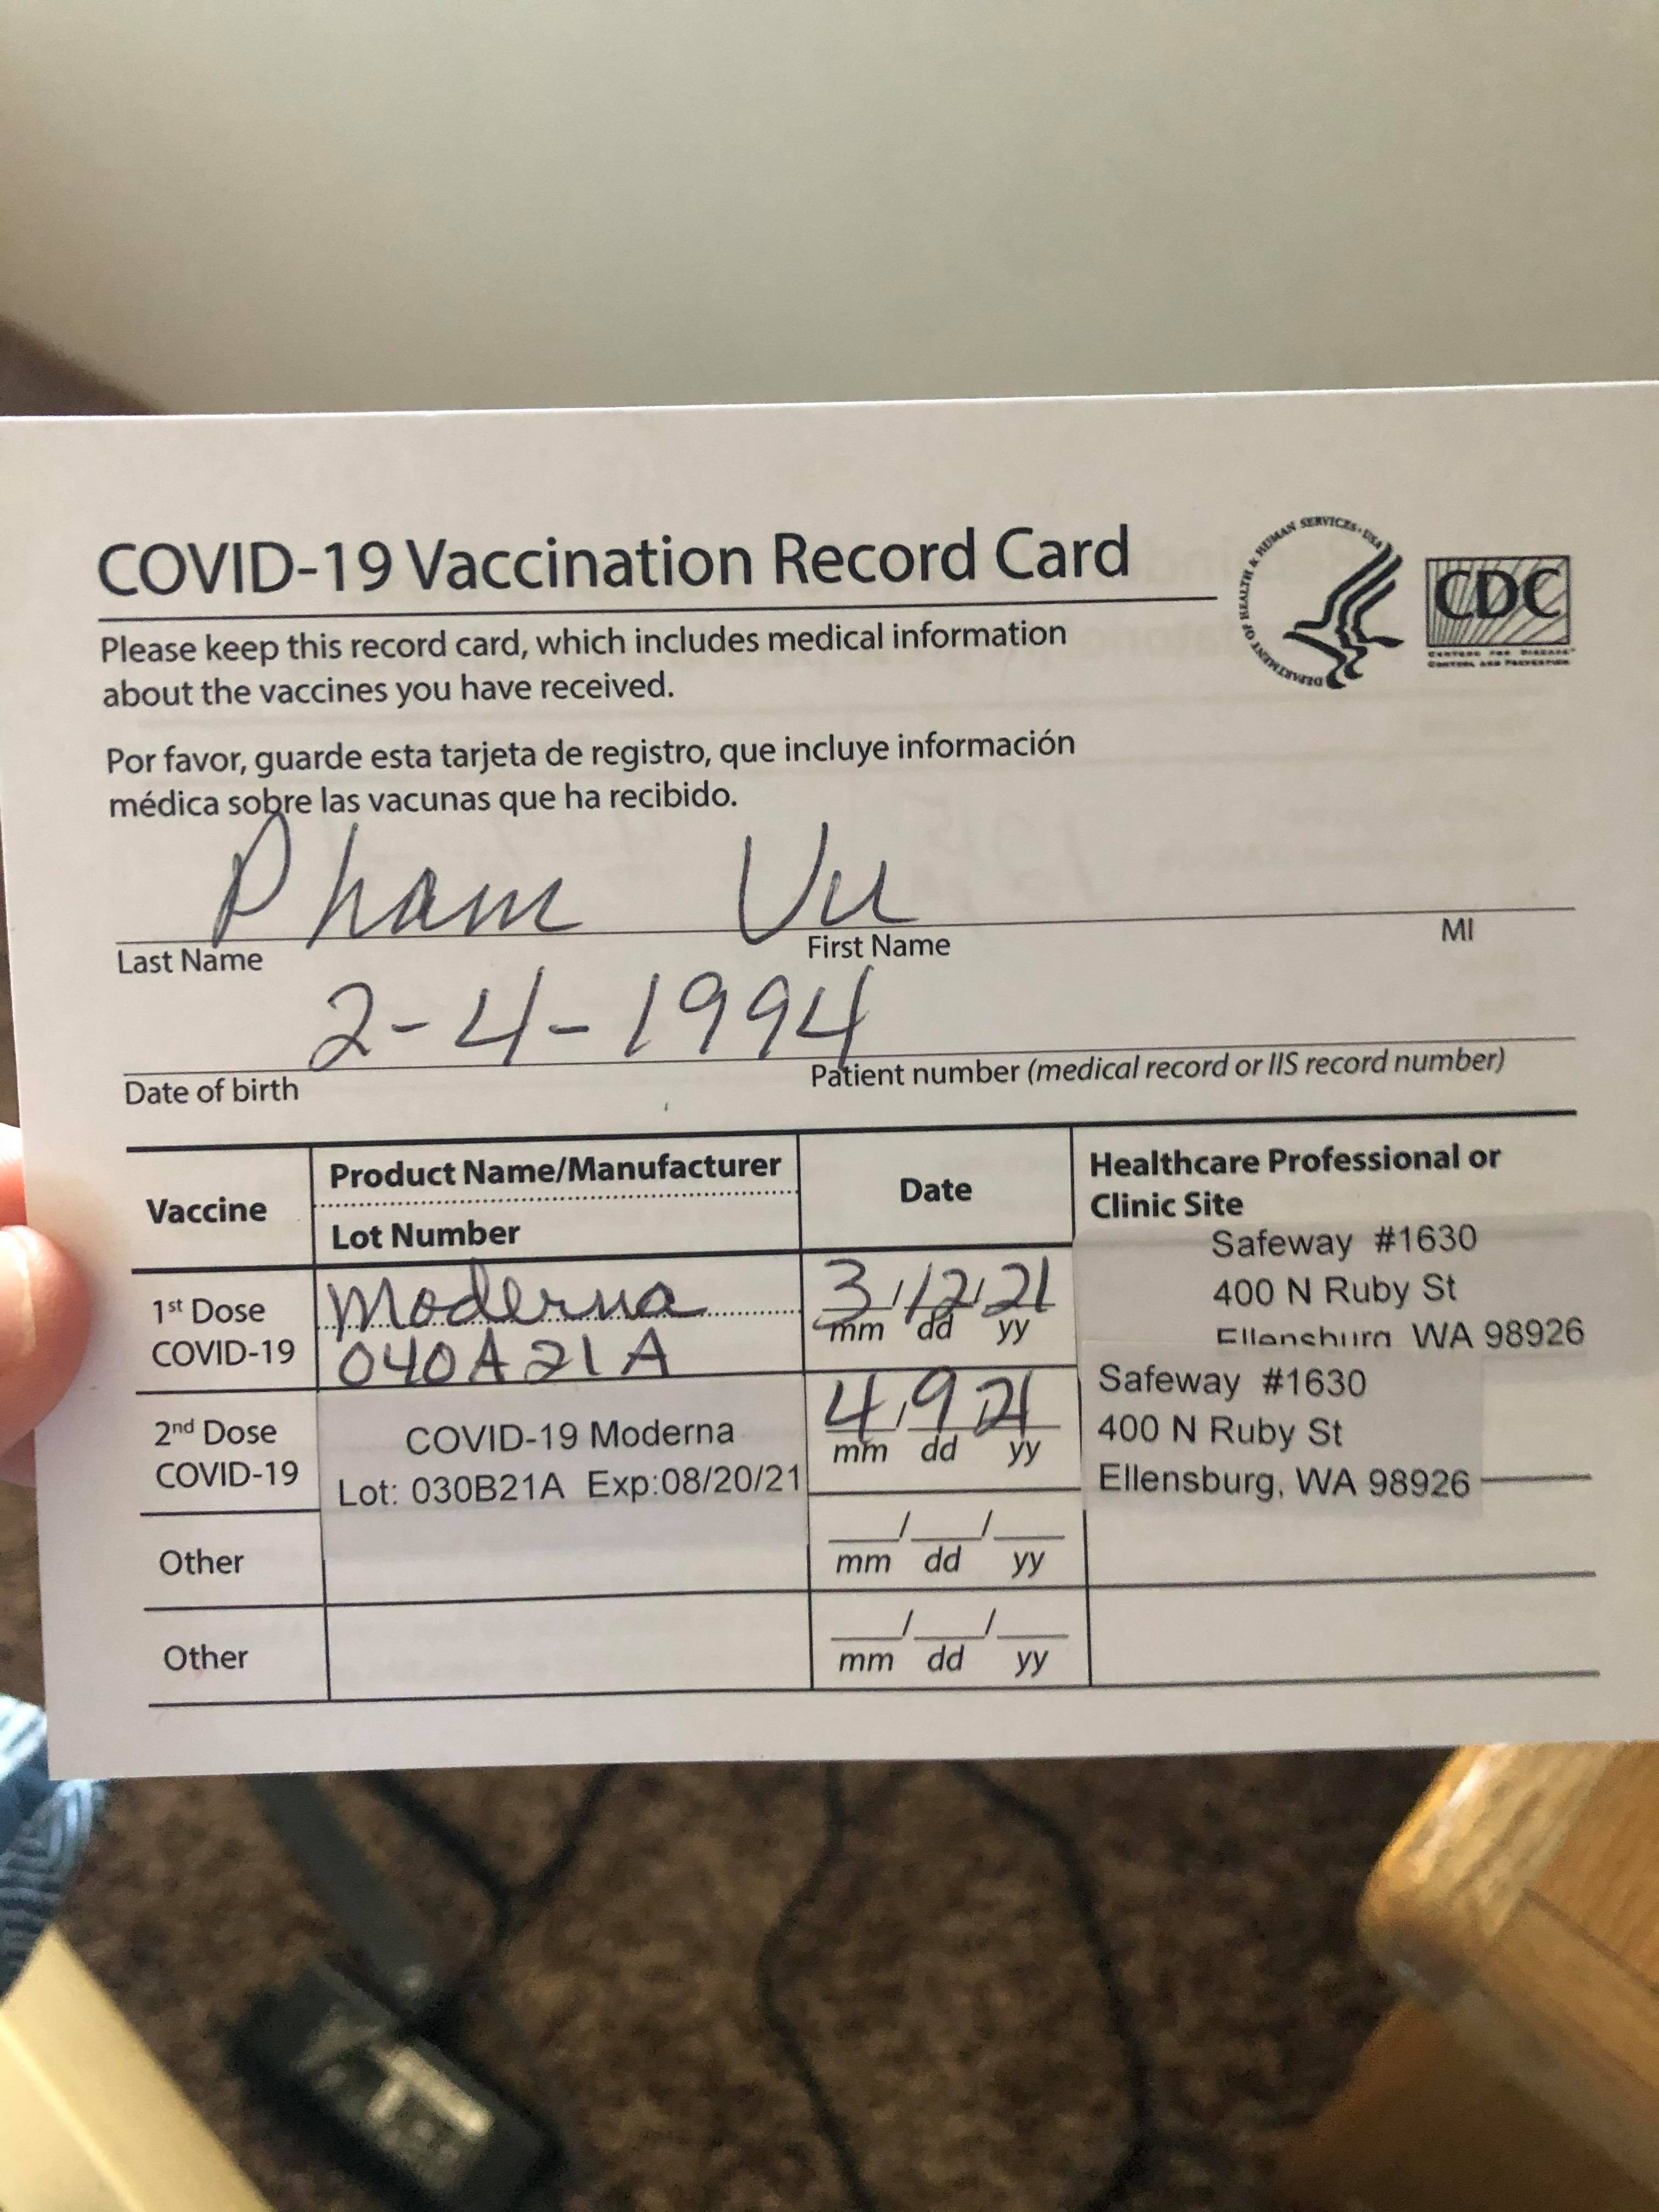 COVID-19 Vaccination Record Card
DEPARTMENT OF HEALTH & HUMAN SERVICES • USA
CDC
CENTERS FOR DISEASE
CONTROL AND PREVENTION
Please keep this record card, which includes medical information
about the vaccines you have received.
Por favor, guarde esta tarjeta de registro, que incluye información
médica sobre las vacunas que ha recibido.
Pham Vu
Last Name First Name MI
2-4-1994
Date of birth Patient number (medical record or IIS record number)
Vaccine
Product Name/Manufacturer
Lot Number
Date
Healthcare Professional or
Clinic Site
1st Dose
COVID-19
Moderna
040A21A
3/12/21
mm dd yy
Safeway #1630
400 N Ruby St
Ellensburg WA 98926
2nd Dose
COVID-19
COVID-19 Moderna
Lot: 030B21A Exp:08/20/21
4/9/21
mm dd yy
Safeway #1630
400 N Ruby St
Ellensburg, WA 98926
Other
___/___/___
mm dd yy
Other
___/___/___
mm dd yy